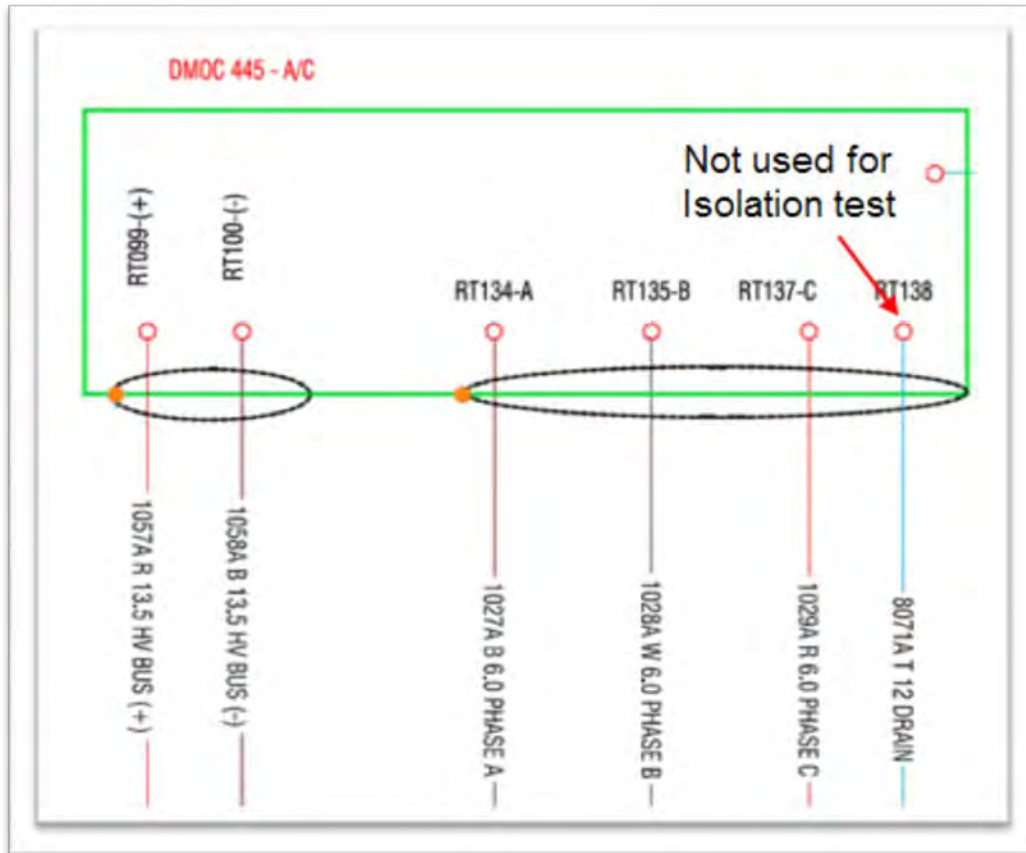 DMOC 445 - A/C
Not used for
Isolation test
RT099-(+)
RT100-(-)
RT134-A
RT135-B
RT137-C
RT138
1057A R 13.5 HV BUS (+)
1058A B 13.5 HV BUS (-)
1027A B 6.0 PHASE A
1028A W 6.0 PHASE B
1029A R 6.0 PHASE C
8071A T 12 DRAIN